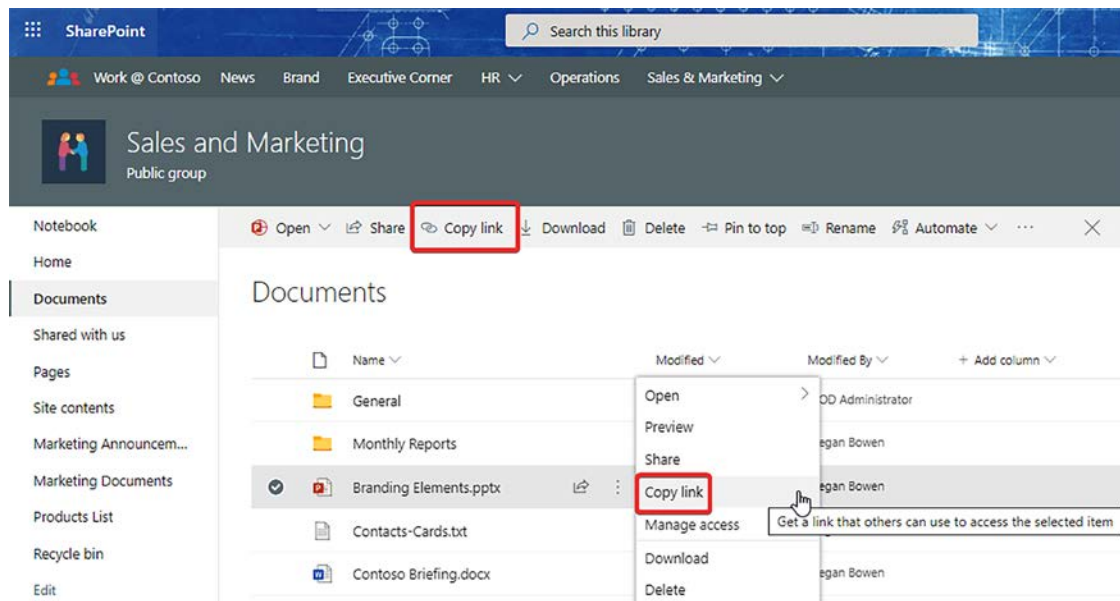 SharePoint
Search this library
Work @ Contoso News Brand Executive Corner HR Operations Sales & Marketing
Sales and Marketing
Public group
Notebook
Home
Documents
Shared with us
Pages
Site contents
Marketing Announcem...
Marketing Documents
Products List
Recycle bin
Edit
Open Share Copy link Download Delete Pin to top Rename Automate ...
Documents
Name Modified Modified By + Add column
General OD Administrator
Monthly Reports egan Bowen
Branding Elements.pptx egan Bowen
Contacts-Cards.txt
Contoso Briefing.docx egan Bowen
Open
Preview
Share
Copy link
Manage access
Download
Delete
Get a link that others can use to access the selected item